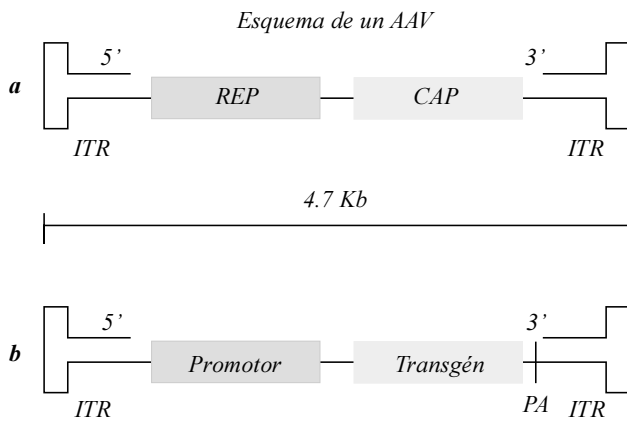 Esquema de un AAV
5’ 3’
a REP CAP
ITR ITR
4.7 Kb
5’ 3’
b Promotor Transgén
ITR PA ITR